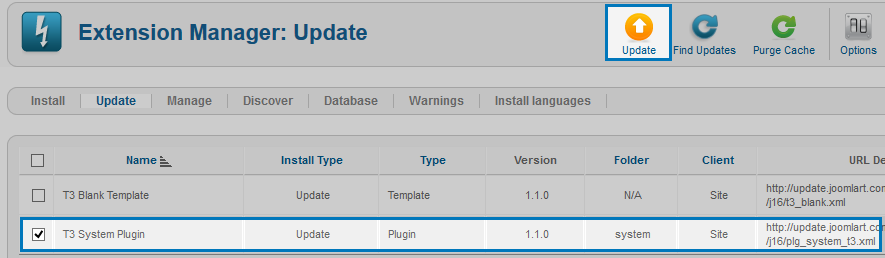 Extension Manager: Update
Update Find Updates Purge Cache Options
Install Update Manage Discover Database Warnings Install languages
Name Install Type Type Version Folder Client URL De
T3 Blank Template Update Template 1.1.0 N/A Site http://update.joomlart.com
/j16/t3_blank.xml
T3 System Plugin Update Plugin 1.1.0 system Site http://update.joomlart.com
/j16/plg_system_t3.xml